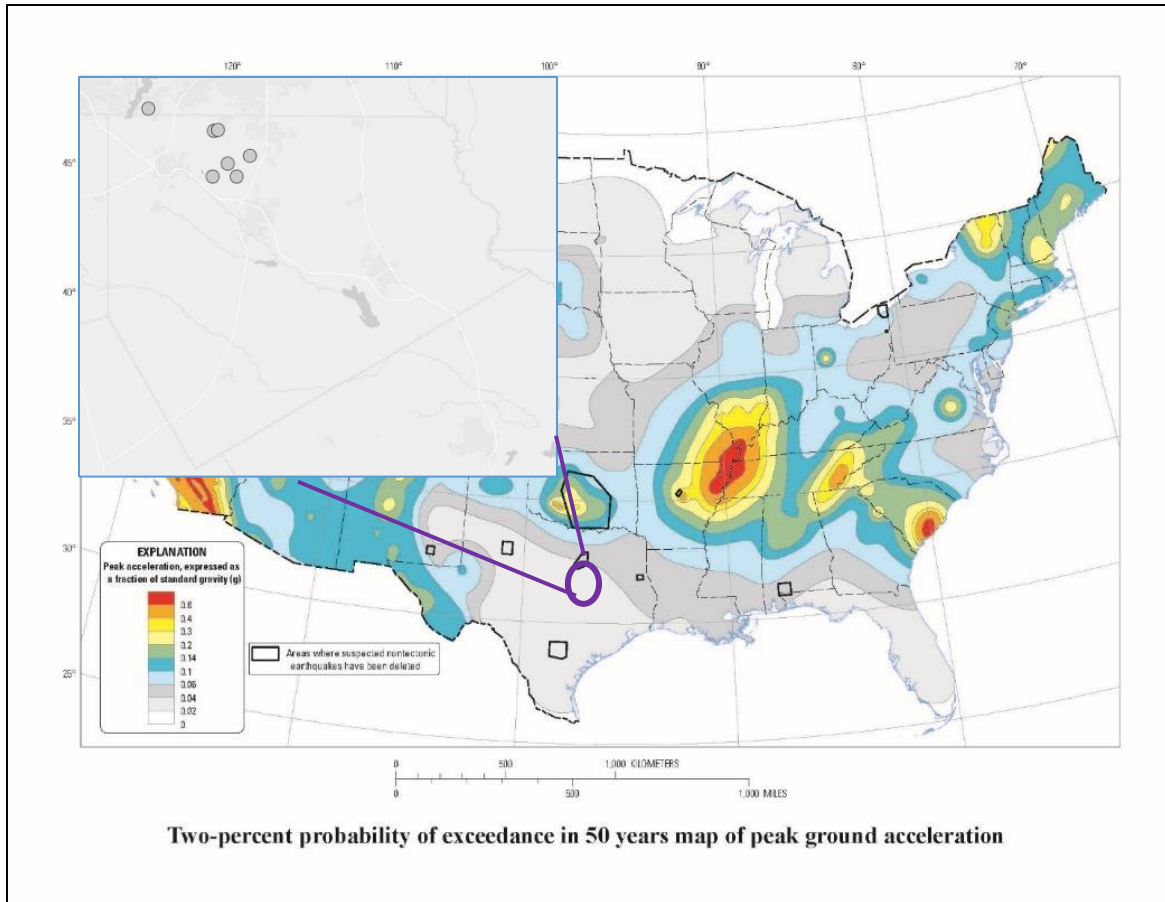 120° 110° 100° 90° 80° 70°
45°
40°
35°
30°
25°
EXPLANATION
Peak acceleration, expressed as
a fraction of standard gravity (g)
0.8
0.4
0.3
0.2
0.14
0.1
0.06
0.04
0.02
0
Areas where suspected nontectonic
earthquakes have been deleted
0 500 1,000 KILOMETERS
0 500 1,000 MILES
Two-percent probability of exceedance in 50 years map of peak ground acceleration